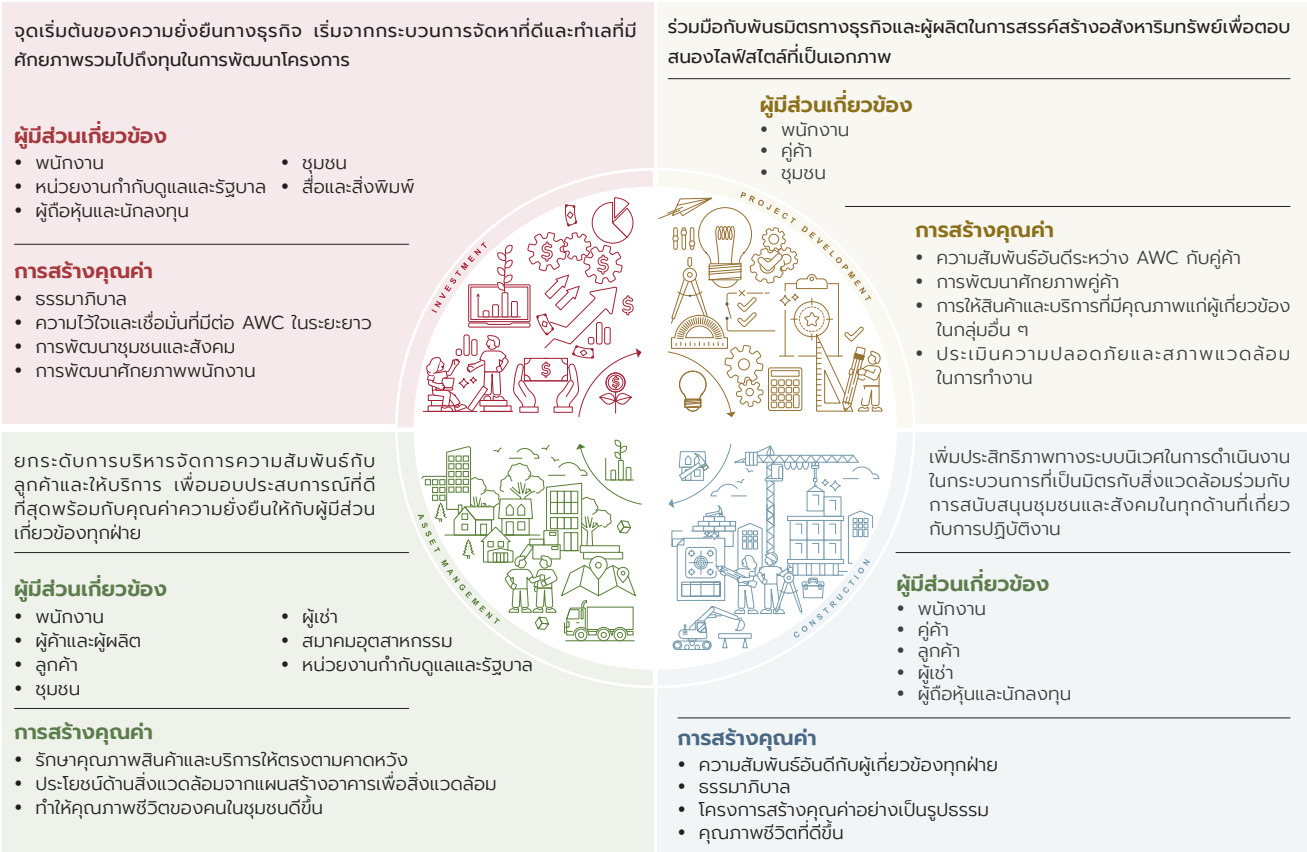 จุดเริ่มต้นของความยั่งยืนทางธุรกิจ เริ่มจากกระบวนการจัดหาที่ดีและทำเลที่มี
ศักยภาพรวมไปถึงทุนในการพัฒนาโครงการ
ผู้มีส่วนเกี่ยวข้อง
• พนักงาน
• หน่วยงานกำกับดูแลและรัฐบาล
• ผู้ถือหุ้นและนักลงทุน
• ชุมชน
• สื่อและสิ่งพิมพ์
การสร้างคุณค่า
• ธรรมาภิบาล
• ความไว้ใจและเชื่อมั่นที่มีต่อ AWC ในระยะยาว
• การพัฒนาชุมชนและสังคม
• การพัฒนาศักยภาพพนักงาน
INVESTMENT
ร่วมมือกับพันธมิตรทางธุรกิจและผู้ผลิตในการสรรค์สร้างอสังหาริมทรัพย์เพื่อตอบ
สนองไลฟ์สไตล์ที่เป็นเอกภาพ
ผู้มีส่วนเกี่ยวข้อง
• พนักงาน
• คู่ค้า
• ชุมชน
การสร้างคุณค่า
• ความสัมพันธ์อันดีระหว่าง AWC กับคู่ค้า
• การพัฒนาศักยภาพคู่ค้า
• การให้สินค้าและบริการที่มีคุณภาพแก่ผู้เกี่ยวข้อง
ในกลุ่มอื่น ๆ
• ประเมินความปลอดภัยและสภาพแวดล้อม
ในการทำงาน
PROJECT DEVELOPMENT
ยกระดับการบริหารจัดการความสัมพันธ์กับ
ลูกค้าและให้บริการ เพื่อมอบประสบการณ์ที่ดี
ที่สุดพร้อมกับคุณค่าความยั่งยืนให้กับผู้มีส่วน
เกี่ยวข้องทุกฝ่าย
ผู้มีส่วนเกี่ยวข้อง
• พนักงาน
• ผู้ค้าและผู้ผลิต
• ลูกค้า
• ชุมชน
• ผู้เช่า
• สมาคมอุตสาหกรรม
• หน่วยงานกำกับดูแลและรัฐบาล
การสร้างคุณค่า
• รักษาคุณภาพสินค้าและบริการให้ตรงตามคาดหวัง
• ประโยชน์ด้านสิ่งแวดล้อมจากแผนสร้างอาคารเพื่อสิ่งแวดล้อม
• ทำให้คุณภาพชีวิตของคนในชุมชนดีขึ้น
ASSET MANGEMENT
เพิ่มประสิทธิภาพทางระบบนิเวศในการดำเนินงาน
ในกระบวนการที่เป็นมิตรกับสิ่งแวดล้อมร่วมกับ
การสนับสนุนชุมชนและสังคมในทุกด้านที่เกี่ยว
กับการปฏิบัติงาน
ผู้มีส่วนเกี่ยวข้อง
• พนักงาน
• คู่ค้า
• ลูกค้า
• ผู้เช่า
• ผู้ถือหุ้นและนักลงทุน
การสร้างคุณค่า
• ความสัมพันธ์อันดีกับผู้เกี่ยวข้องทุกฝ่าย
• ธรรมาภิบาล
• โครงการสร้างคุณค่าอย่างเป็นรูปธรรม
• คุณภาพชีวิตที่ดีขึ้น
CONSTRUCTION